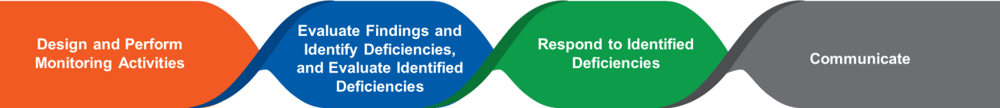 Design and Perform
Monitoring Activities
Evaluate Findings and
Identify Deficiencies,
and Evaluate Identified
Deficiencies
Respond to Identified
Deficiencies
Communicate